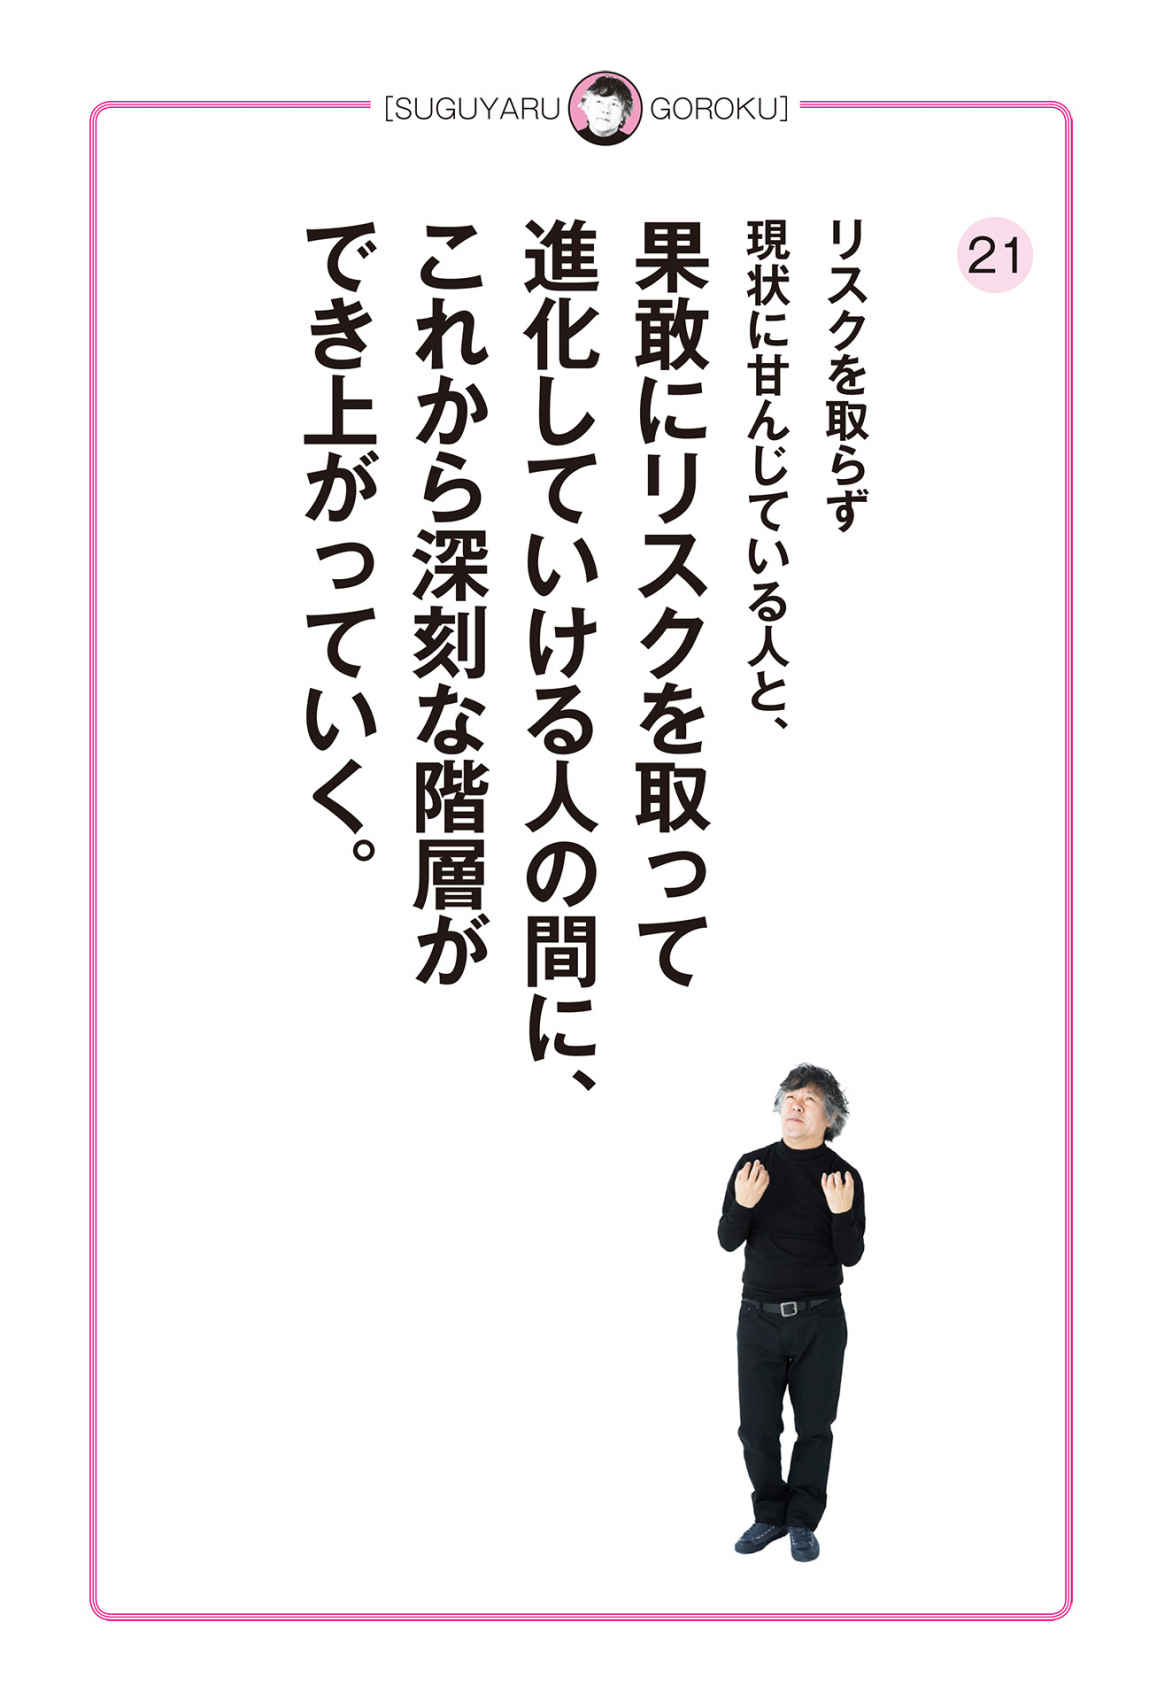 [SUGUYARU GOROKU]
21
リスクを取らず
現状に甘んじている人と、
果敢にリスクを取って
進化していける人の間に、
これから深刻な階層が
でき上がっていく。